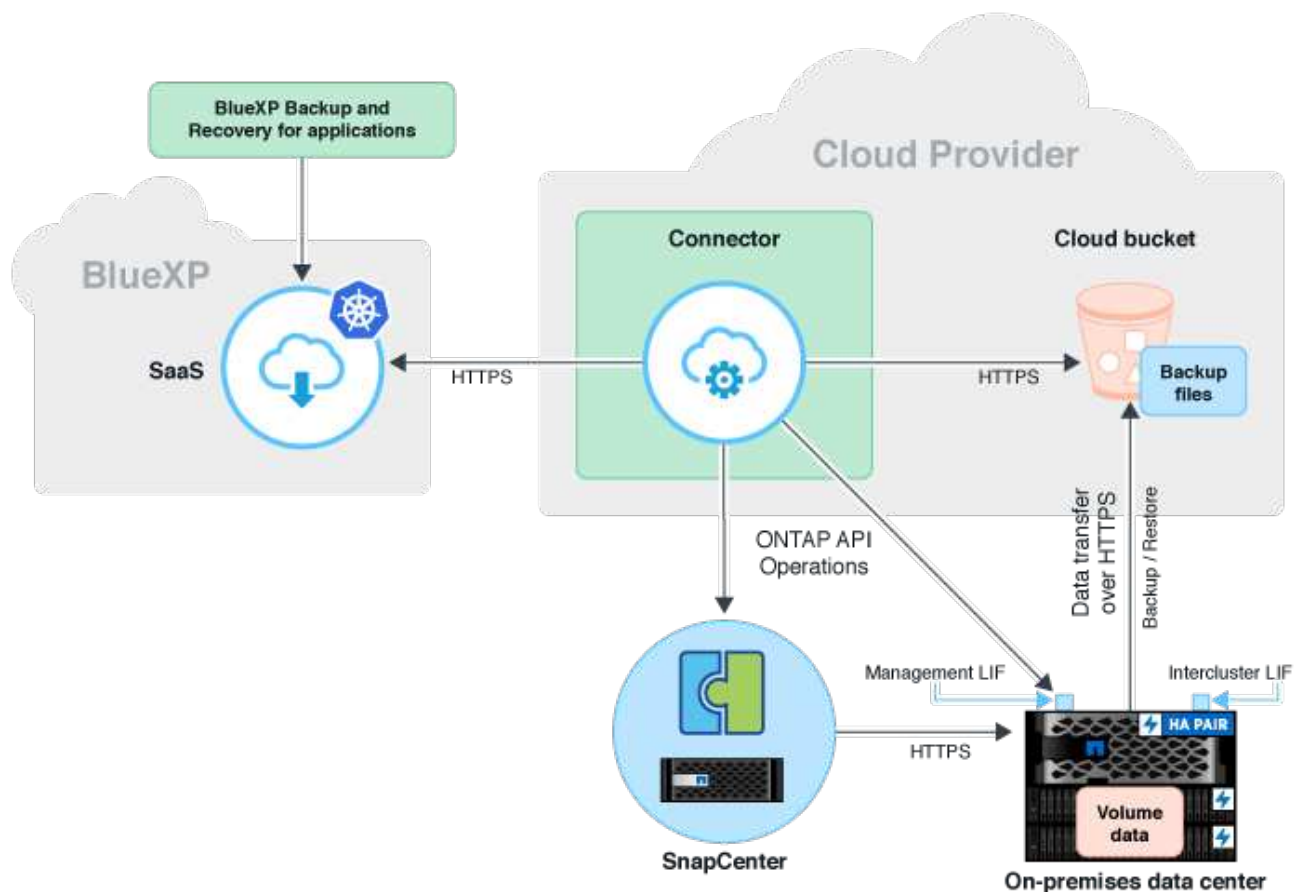 BlueXP Backup and
Recovery for applications
Cloud Provider
BlueXP
SaaS
HTTPS
Connector
HTTPS
Cloud bucket
Backup
files
ONTAP API
Operations
Data transfer
over HTTPS
Backup / Restore
Management LIF
Intercluster LIF
HTTPS
HA PAIR
Volume
data
SnapCenter
On-premises data center